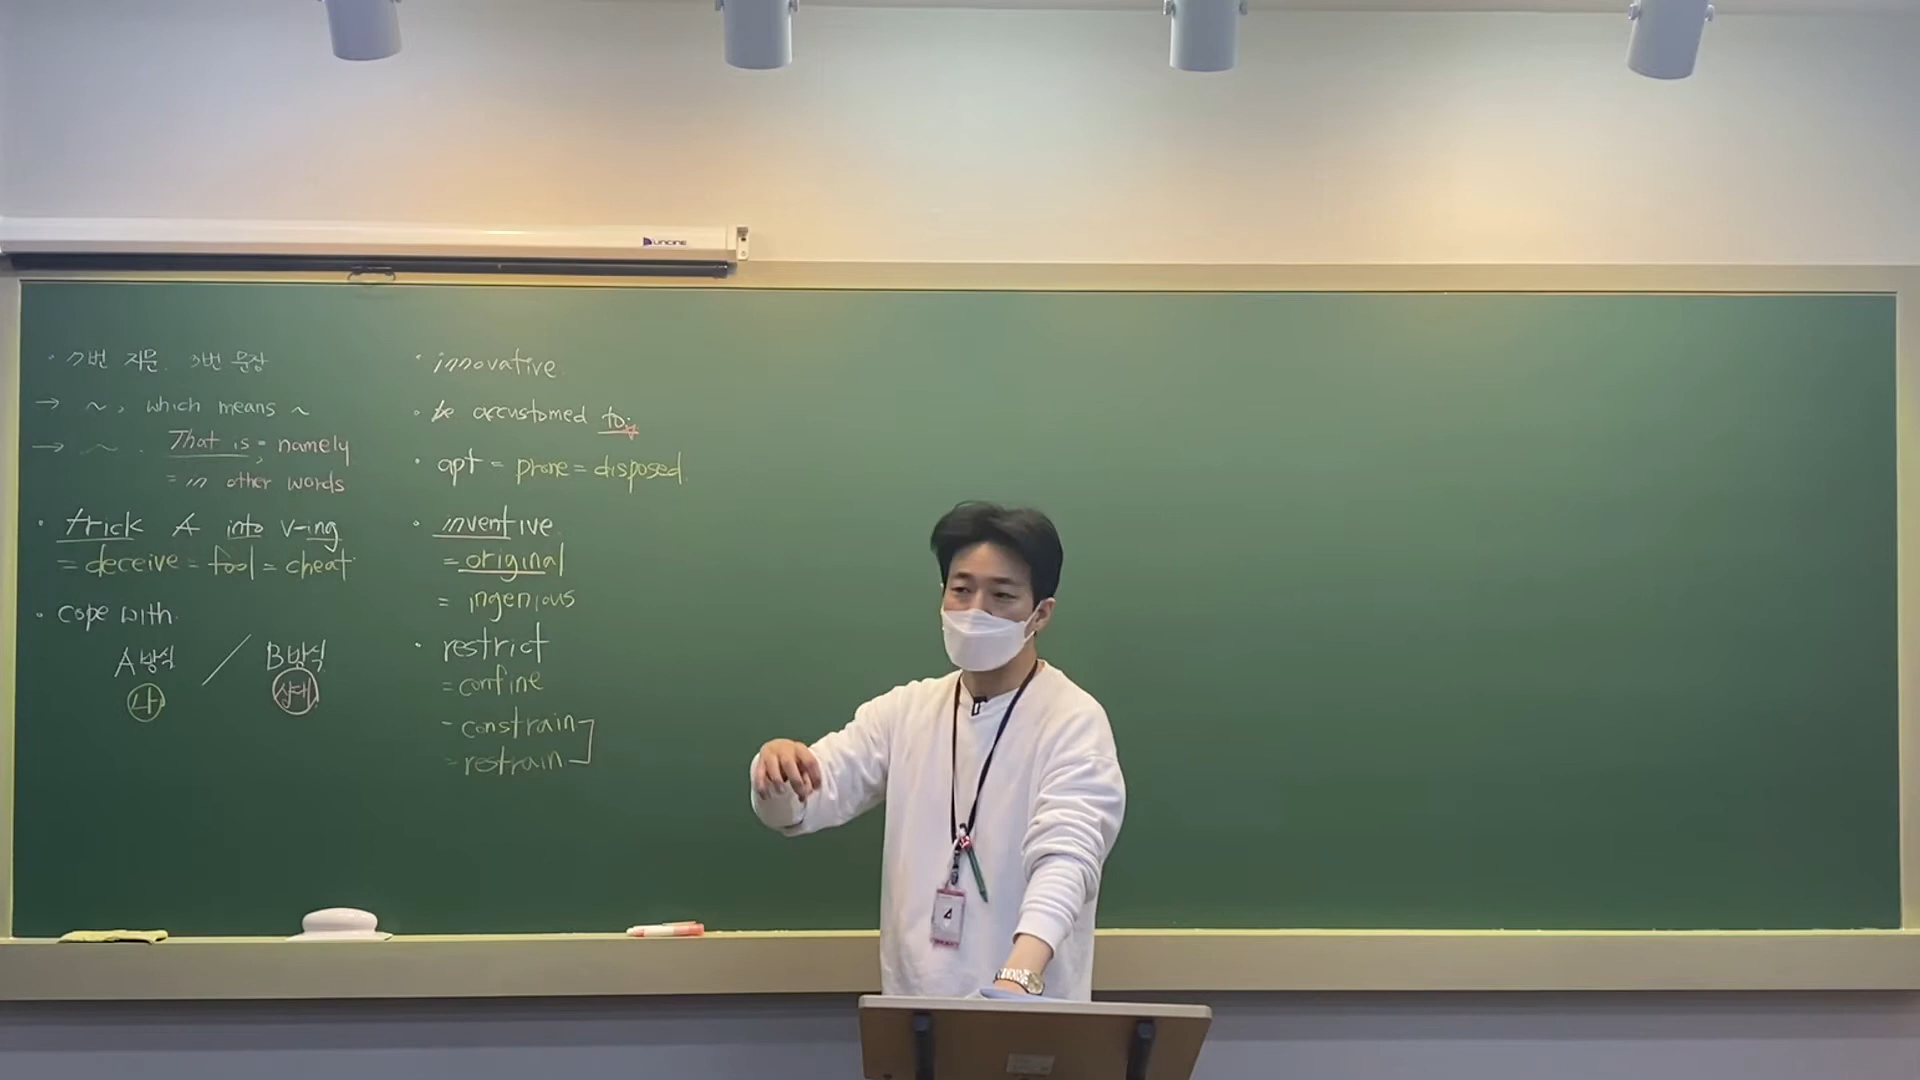 · 7번 지문. 3번 문장
→ ~, which means ~
→ ~. That is, = namely
= in other words
· trick A into v-ing
= deceive = fool = cheat
· cope with
A방식 / B방식
나 상대
· innovative
· be accustomed to
· apt = prone = disposed
· inventive
= original
= ingenious
· restrict
= confine
- constrain
= restrain